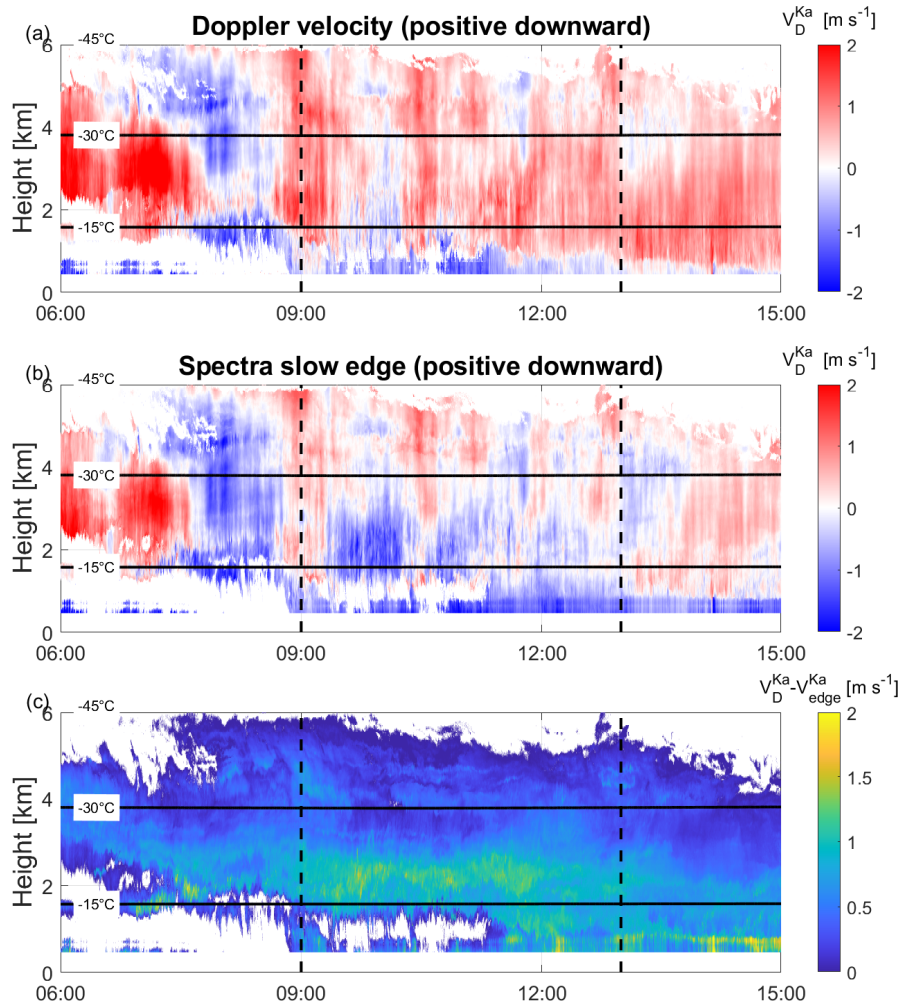 (a)
Doppler velocity (positive downward)
V_D^Ka [m s^-1]
Height [km]
6
4
2
0
-45°C
-30°C
-15°C
06:00
09:00
12:00
15:00
2
1
0
-1
-2
(b)
Spectra slow edge (positive downward)
V_D^Ka [m s^-1]
Height [km]
6
4
2
0
-45°C
-30°C
-15°C
06:00
09:00
12:00
15:00
2
1
0
-1
-2
(c)
V_D^Ka-V_edge^Ka [m s^-1]
Height [km]
6
4
2
0
-45°C
-30°C
-15°C
06:00
09:00
12:00
15:00
2
1.5
1
0.5
0